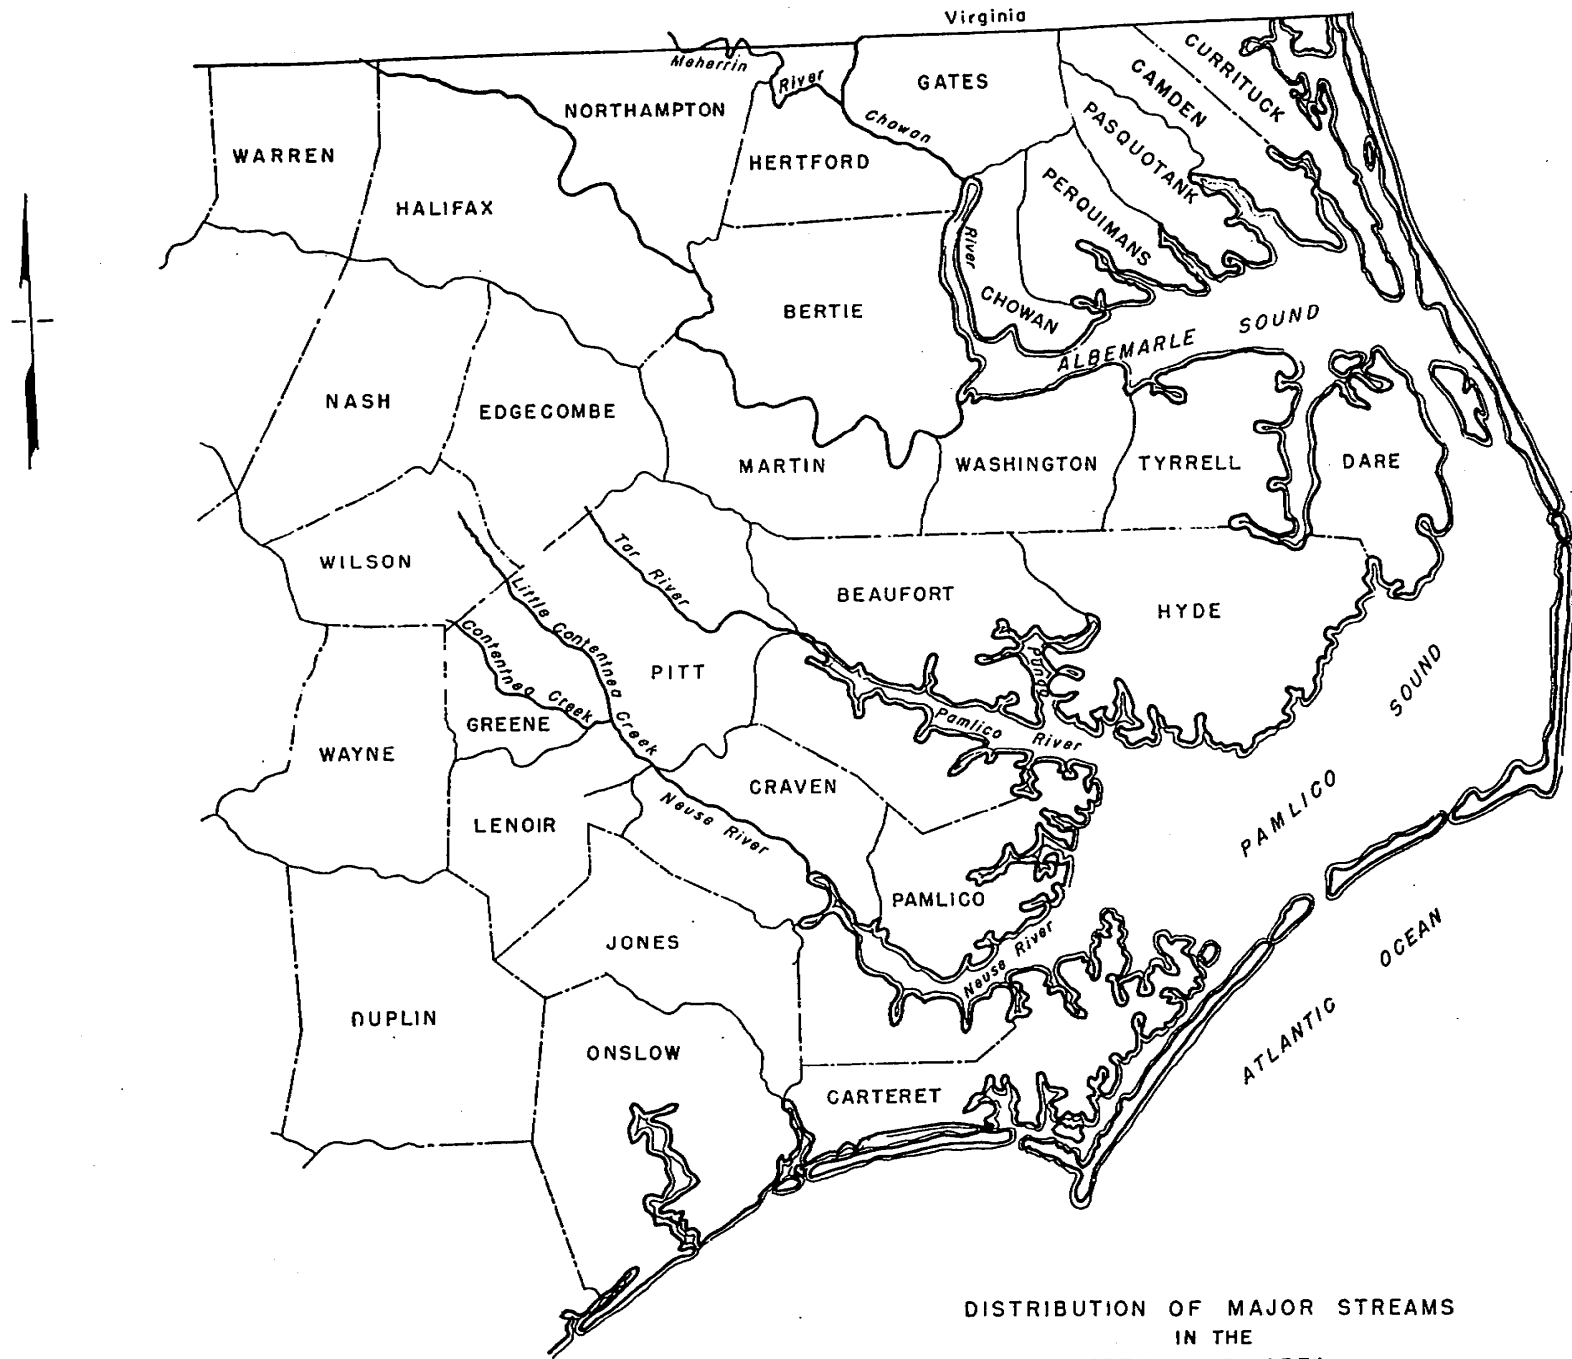 Virginia
Meherrin River
GATES
CURRITUCK
CAMDEN
NORTHAMPTON
PASQUOTANK
Chowan River
WARREN
HERTFORD
PERQUIMANS
HALIFAX
BERTIE
CHOWAN
ALBEMARLE SOUND
NASH
EDGECOMBE
MARTIN
WASHINGTON
TYRRELL
DARE
WILSON
Tar River
BEAUFORT
HYDE
Little Contentnea Creek
Contentnea Creek
PITT
Pungo
GREENE
Pamlico River
WAYNE
CRAVEN
PAMLICO SOUND
LENOIR
Neuse River
PAMLICO
JONES
Neuse River
DUPLIN
ONSLOW
CARTERET
ATLANTIC OCEAN
DISTRIBUTION OF MAJOR STREAMS
IN THE